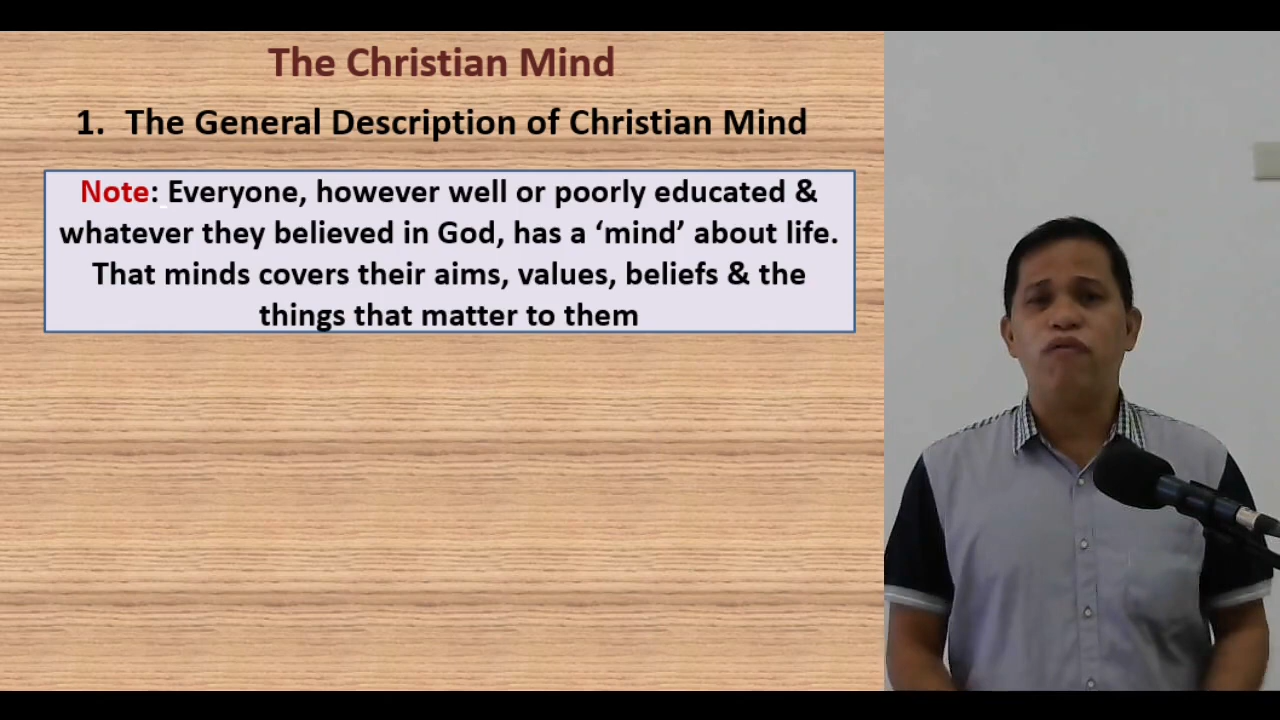 The Christian Mind
1. The General Description of Christian Mind
Note: Everyone, however well or poorly educated &
whatever they believed in God, has a ‘mind’ about life.
That minds covers their aims, values, beliefs & the
things that matter to them